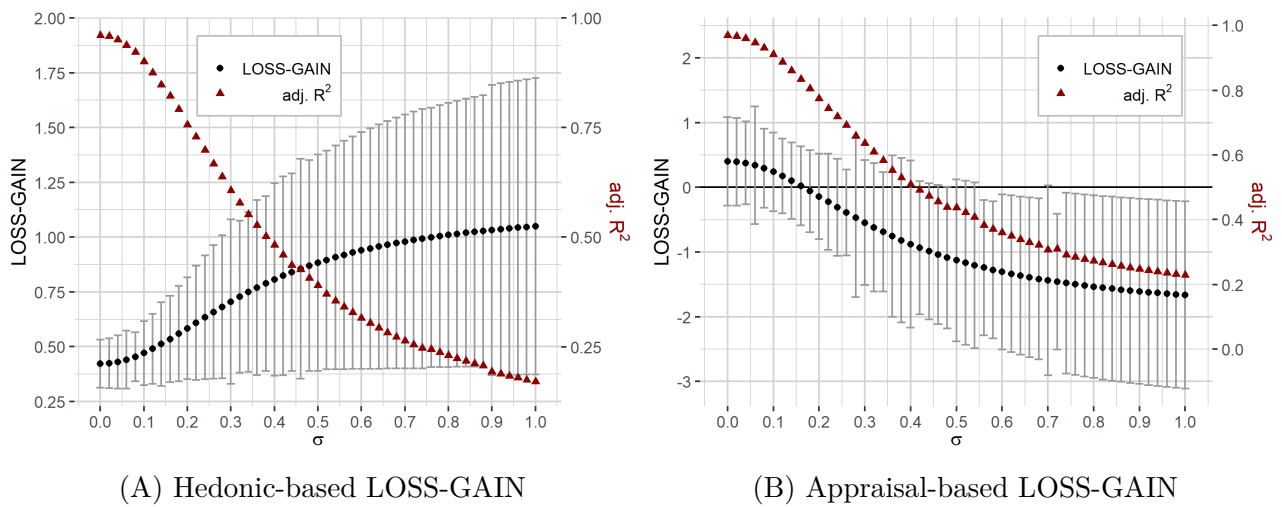 2.00
1.75
1.50
1.25
1.00
0.75
0.50
0.25
LOSS-GAIN
LOSS-GAIN
adj. R²
1.00
0.75
0.50
0.25
adj. R²
0.0 0.1 0.2 0.3 0.4 0.5 0.6 0.7 0.8 0.9 1.0
σ
(A) Hedonic-based LOSS-GAIN
2
1
0
-1
-2
-3
LOSS-GAIN
LOSS-GAIN
adj. R²
1.0
0.8
0.6
0.4
0.2
0.0
adj. R²
0.0 0.1 0.2 0.3 0.4 0.5 0.6 0.7 0.8 0.9 1.0
σ
(B) Appraisal-based LOSS-GAIN